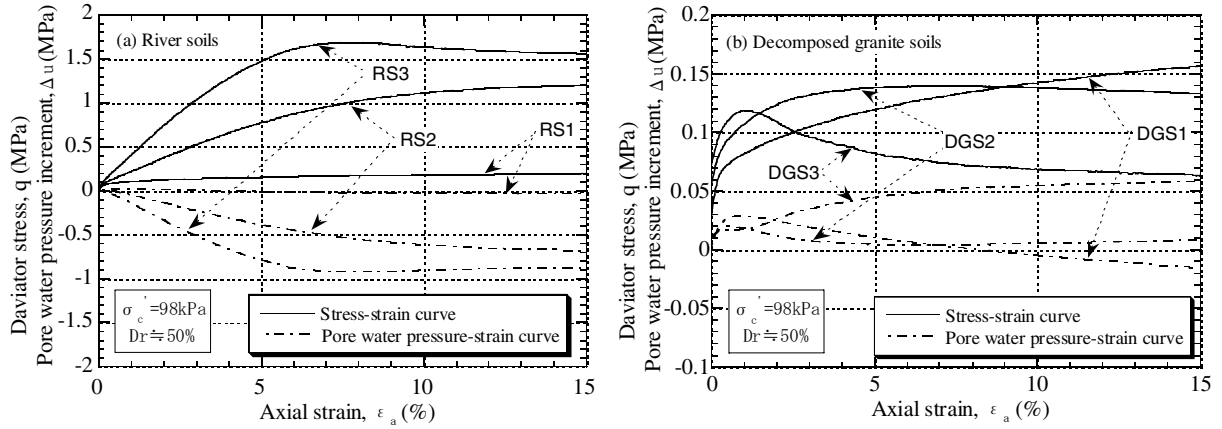 Daviator stress, q (MPa)
Pore water pressure increment, Δu (MPa)
2
1.5
1
0.5
0
-0.5
-1
-1.5
-2
(a) River soils
RS3
RS2
RS1
σc'=98kPa
Dr≒50%
Stress-strain curve
Pore water pressure-strain curve
0
5
10
15
Axial strain, εa (%)
Daviator stress, q (MPa)
Pore water pressure increment, Δu (MPa)
0.2
0.15
0.1
0.05
0
-0.05
-0.1
(b) Decomposed granite soils
DGS1
DGS2
DGS3
σc'=98kPa
Dr≒50%
Stress-strain curve
Pore water pressure-strain curve
0
5
10
15
Axial strain, εa (%)